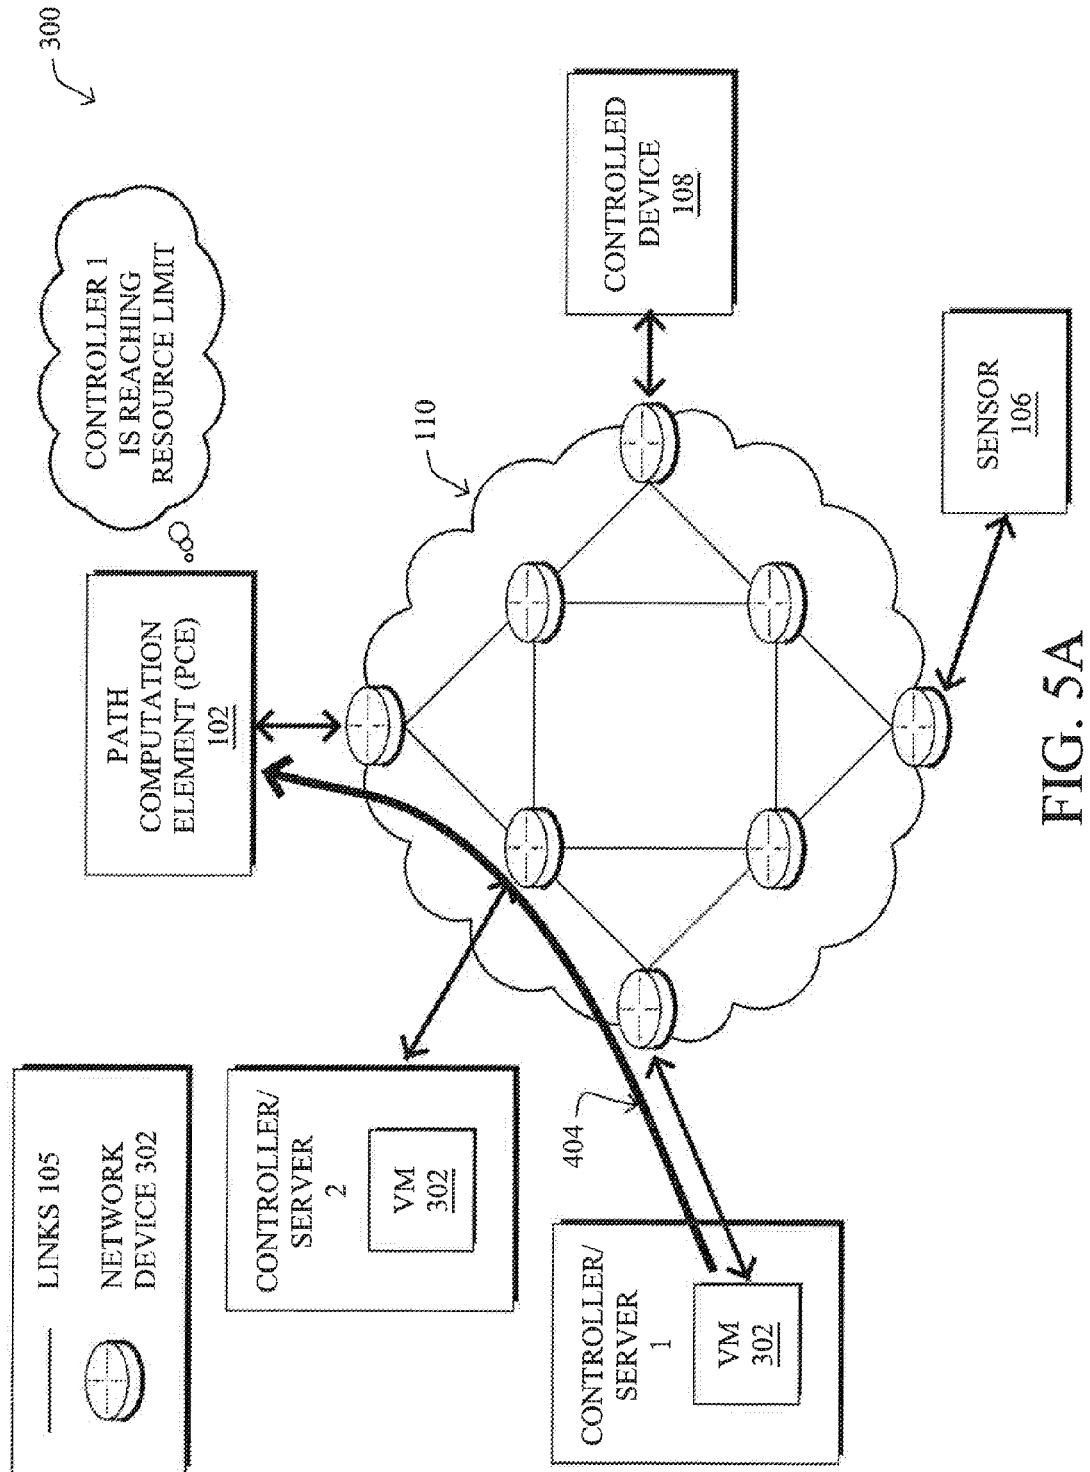 300
CONTROLLER 1
IS REACHING
RESOURCE LIMIT
PATH
COMPUTATION
ELEMENT (PCE)
102
LINKS 105
NETWORK
DEVICE 302
CONTROLLER/
SERVER
2
VM
302
110
CONTROLLED
DEVICE
108
404
CONTROLLER/
SERVER
1
VM
302
SENSOR
106
FIG. 5A